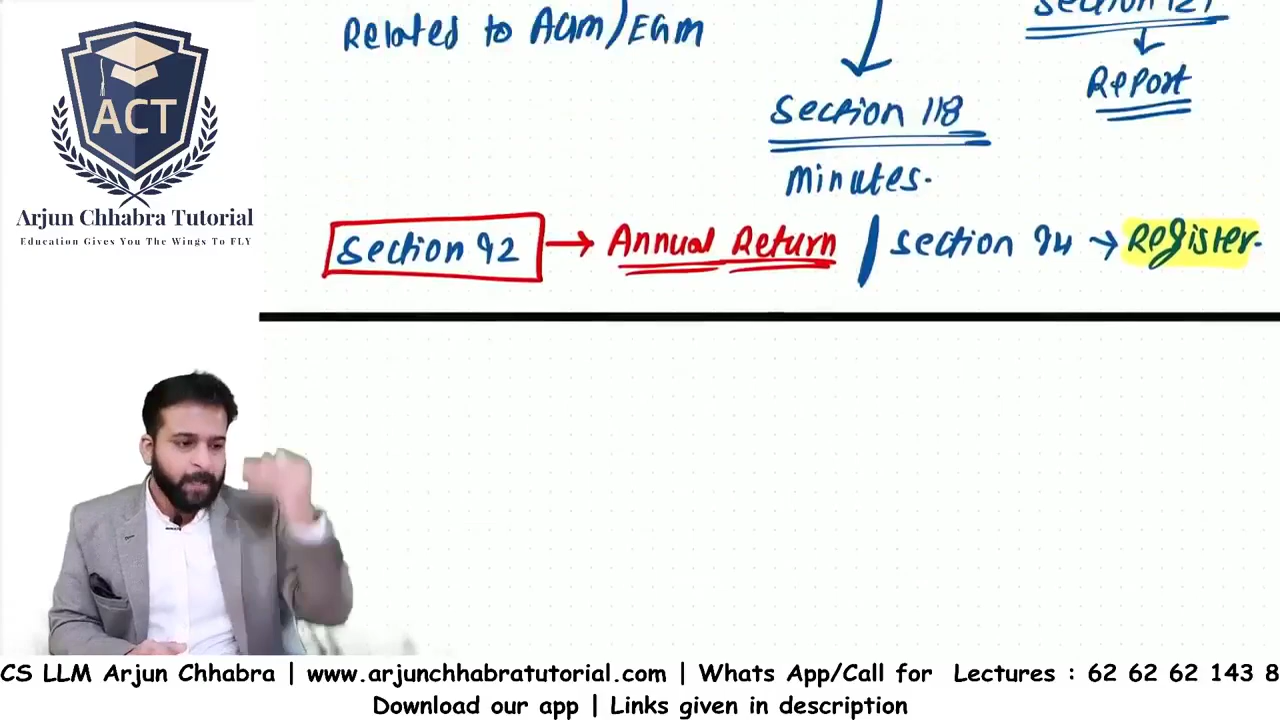 Section 121
Related to AGM/EGM
Report
Section 118
Minutes.
ACT
Arjun Chhabra Tutorial
Education Gives You The Wings To FLY
Section 92 → Annual Return / Section 94 → Register.
CS LLM Arjun Chhabra | www.arjunchhabratutorial.com | Whats App/Call for Lectures : 62 62 62 143 8
Download our app | Links given in description